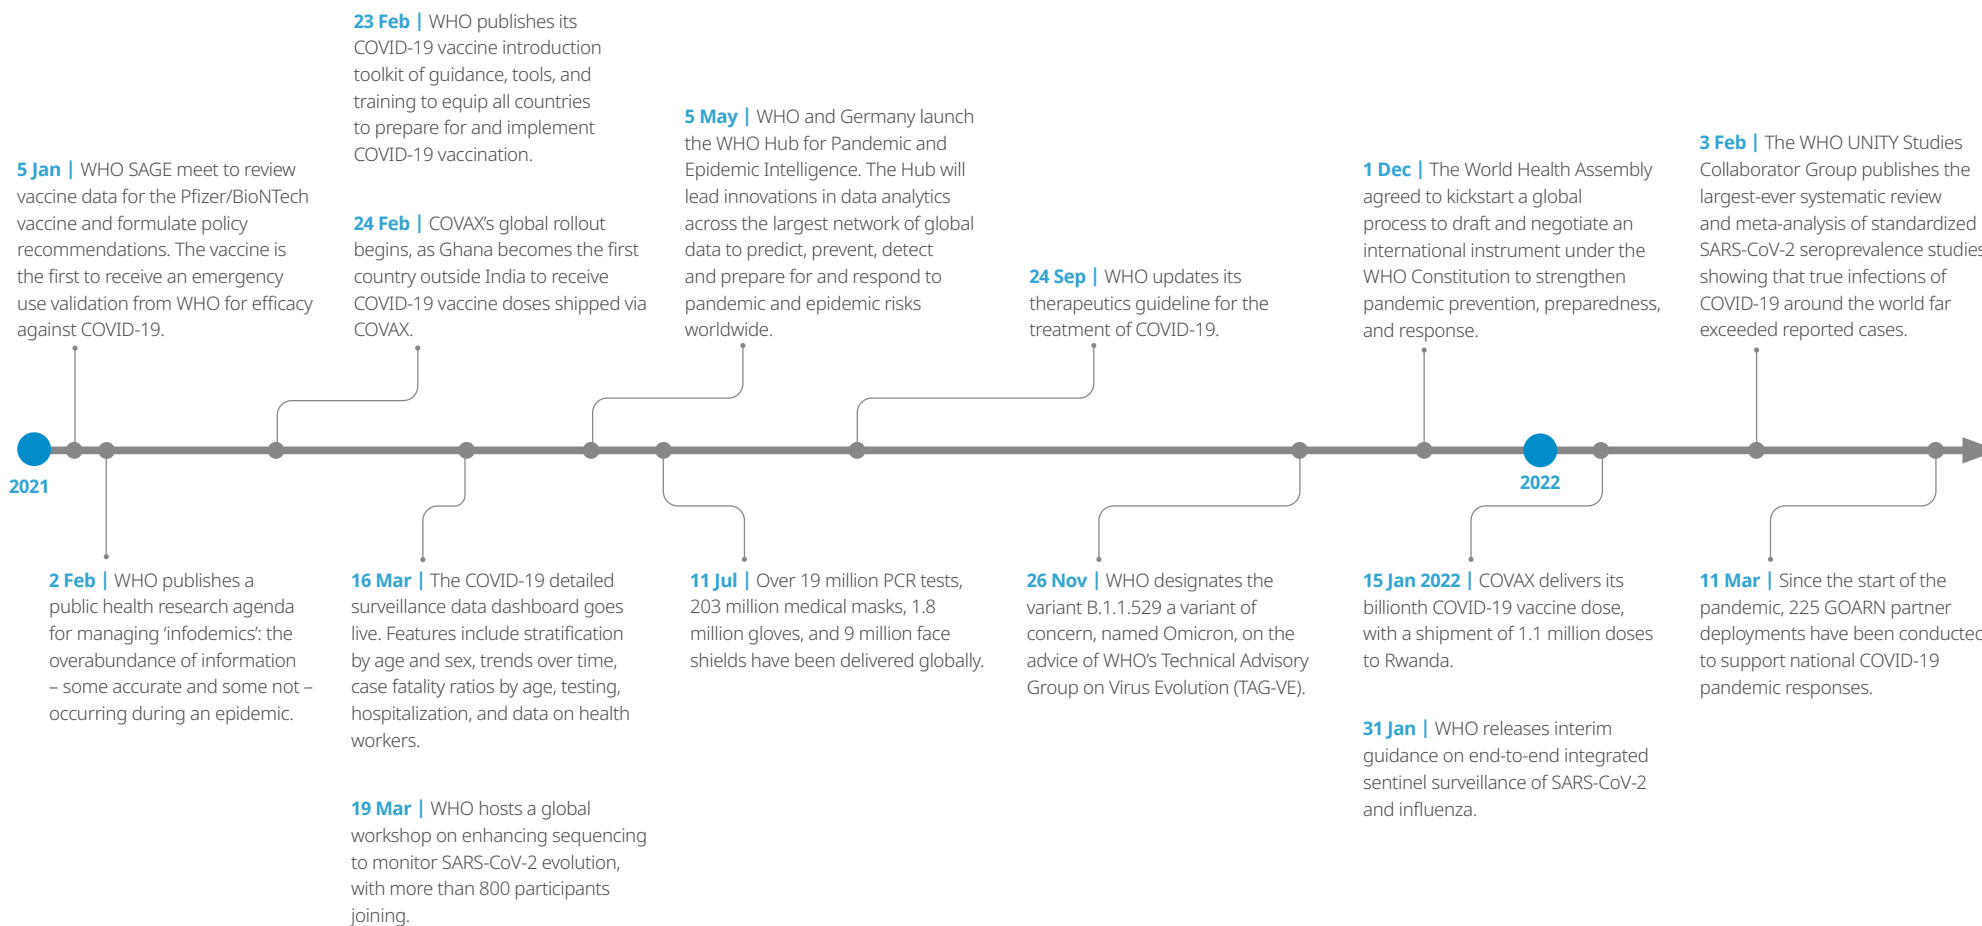 23 Feb | WHO publishes its
COVID-19 vaccine introduction
toolkit of guidance, tools, and
training to equip all countries
to prepare for and implement
COVID-19 vaccination.
5 Jan | WHO SAGE meet to review
vaccine data for the Pfizer/BioNTech
vaccine and formulate policy
recommendations. The vaccine is
the first to receive an emergency
use validation from WHO for efficacy
against COVID-19.
24 Feb | COVAX’s global rollout
begins, as Ghana becomes the first
country outside India to receive
COVID-19 vaccine doses shipped via
COVAX.
5 May | WHO and Germany launch
the WHO Hub for Pandemic and
Epidemic Intelligence. The Hub will
lead innovations in data analytics
across the largest network of global
data to predict, prevent, detect
and prepare for and respond to
pandemic and epidemic risks
worldwide.
24 Sep | WHO updates its
therapeutics guideline for the
treatment of COVID-19.
1 Dec | The World Health Assembly
agreed to kickstart a global
process to draft and negotiate an
international instrument under the
WHO Constitution to strengthen
pandemic prevention, preparedness,
and response.
3 Feb | The WHO UNITY Studies
Collaborator Group publishes the
largest-ever systematic review
and meta-analysis of standardized
SARS-CoV-2 seroprevalence studies
showing that true infections of
COVID-19 around the world far
exceeded reported cases.
2021
2022
2 Feb | WHO publishes a
public health research agenda
for managing ‘infodemics’: the
overabundance of information
– some accurate and some not –
occurring during an epidemic.
16 Mar | The COVID-19 detailed
surveillance data dashboard goes
live. Features include stratification
by age and sex, trends over time,
case fatality ratios by age, testing,
hospitalization, and data on health
workers.
19 Mar | WHO hosts a global
workshop on enhancing sequencing
to monitor SARS-CoV-2 evolution,
with more than 800 participants
joining.
11 Jul | Over 19 million PCR tests,
203 million medical masks, 1.8
million gloves, and 9 million face
shields have been delivered globally.
26 Nov | WHO designates the
variant B.1.1.529 a variant of
concern, named Omicron, on the
advice of WHO’s Technical Advisory
Group on Virus Evolution (TAG-VE).
15 Jan 2022 | COVAX delivers its
billionth COVID-19 vaccine dose,
with a shipment of 1.1 million doses
to Rwanda.
31 Jan | WHO releases interim
guidance on end-to-end integrated
sentinel surveillance of SARS-CoV-2
and influenza.
11 Mar | Since the start of the
pandemic, 225 GOARN partner
deployments have been conducted
to support national COVID-19
pandemic responses.